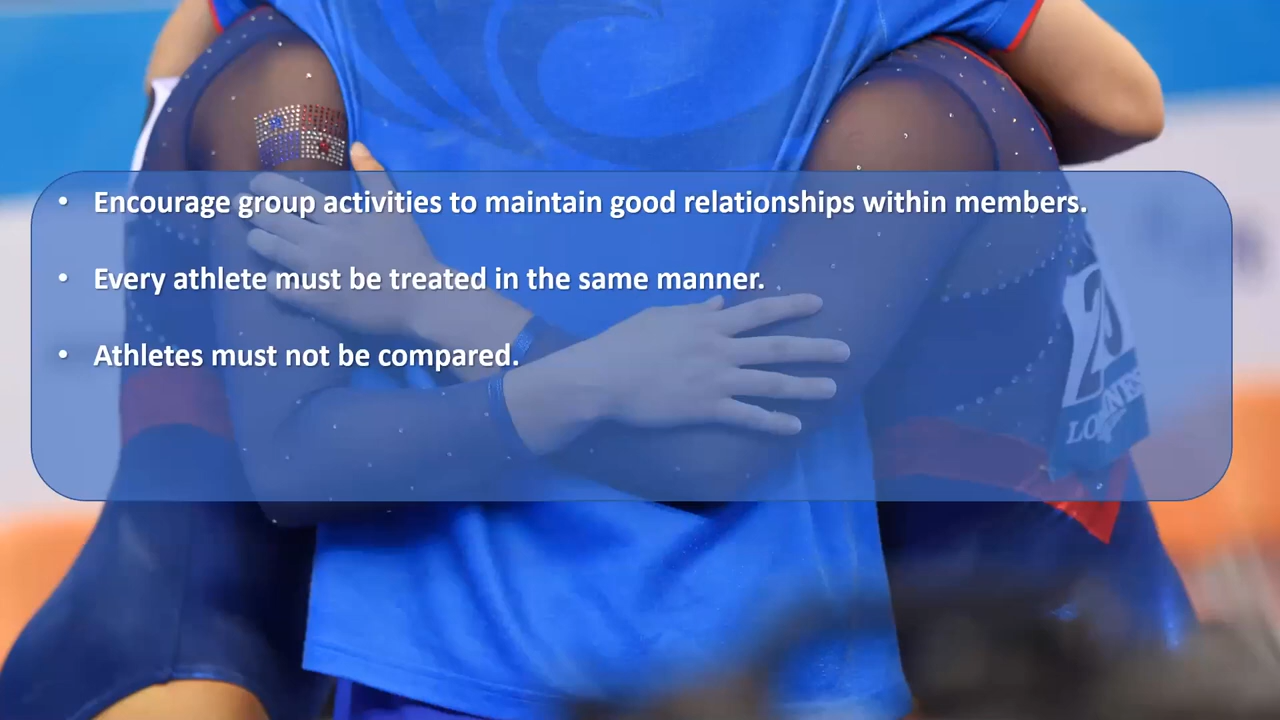 • Encourage group activities to maintain good relationships within members.
• Every athlete must be treated in the same manner.
• Athletes must not be compared.
LONGINES